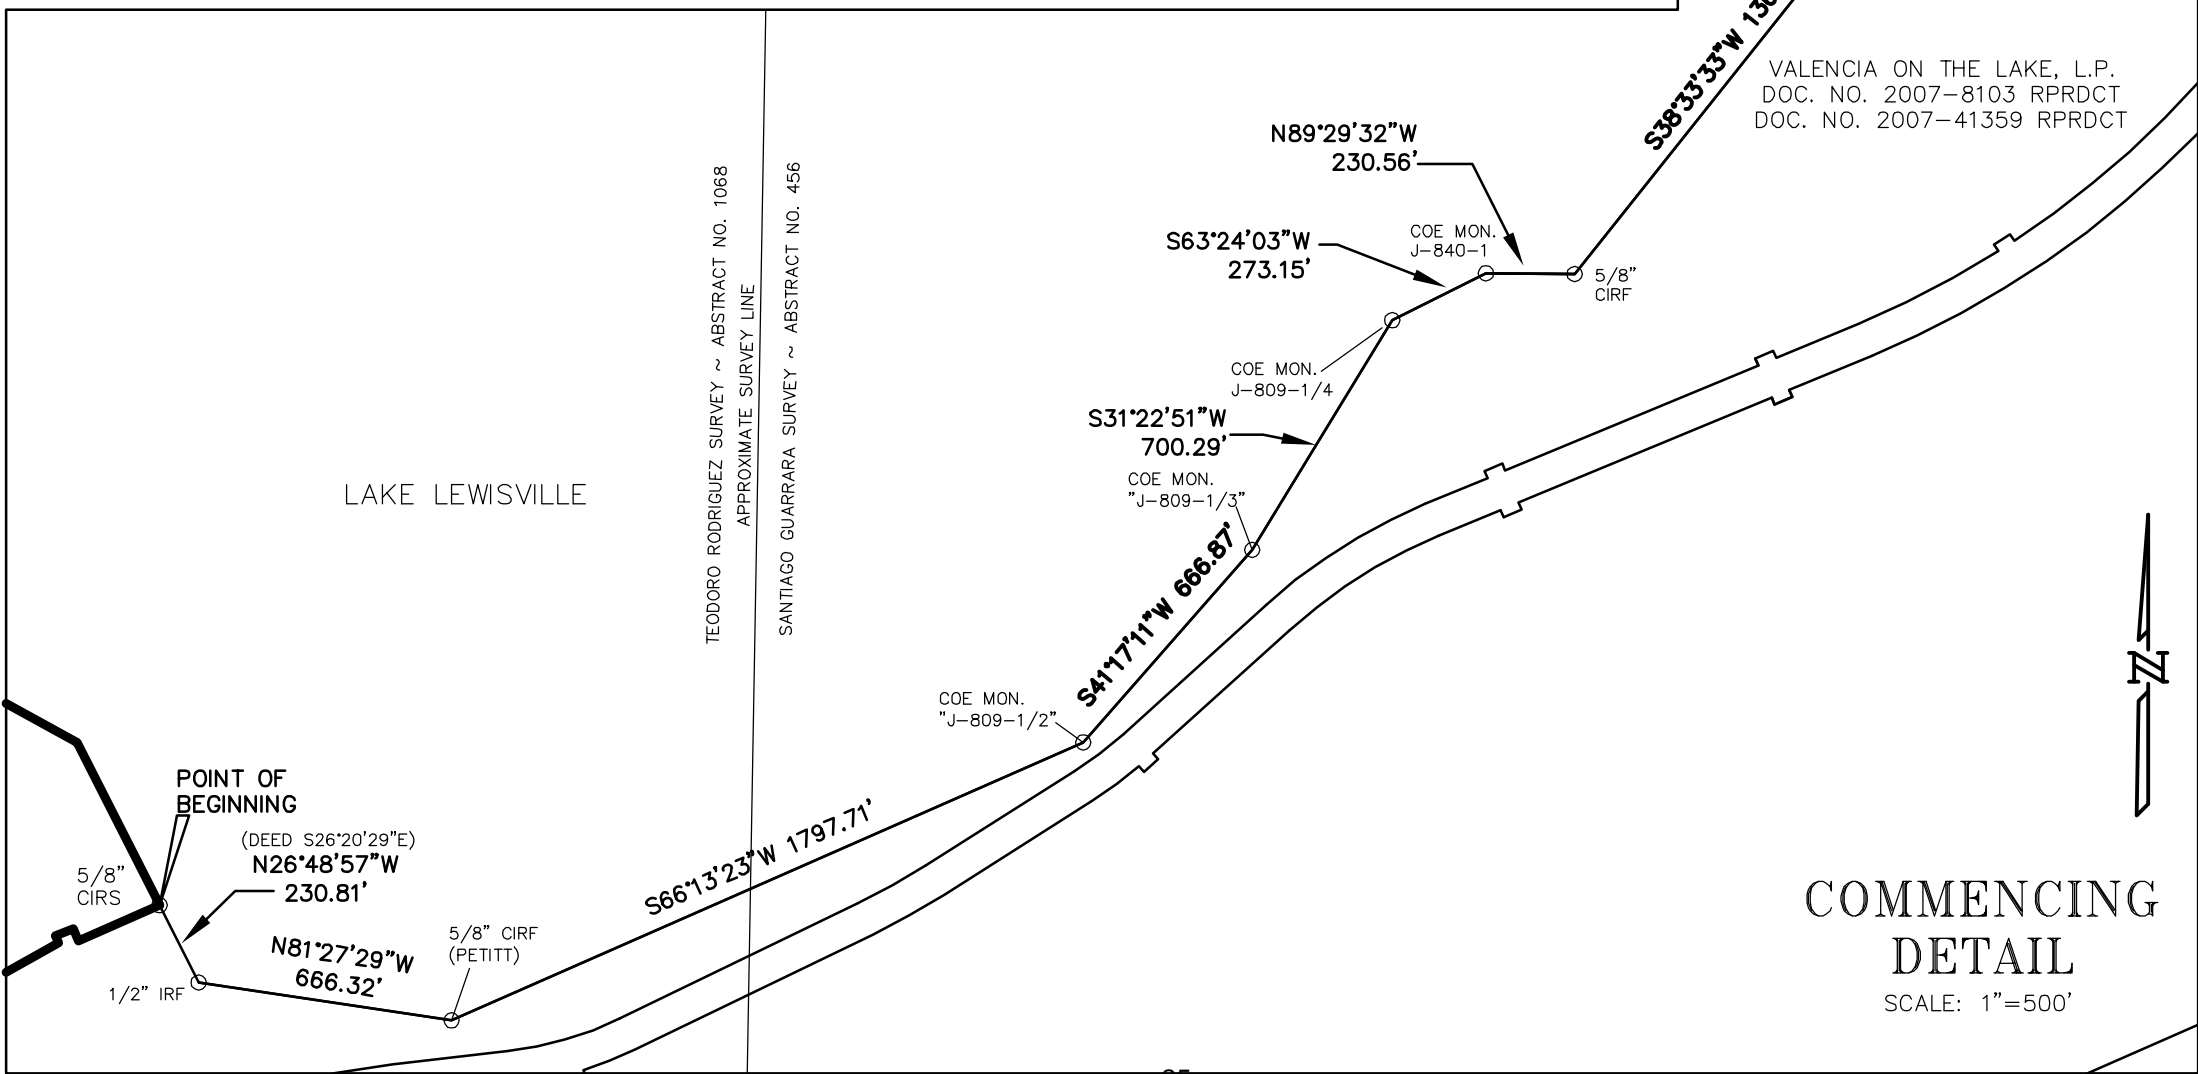 S38°33'33"W 
VALENCIA ON THE LAKE, L.P.
DOC. NO. 2007-8103 RPRDCT
DOC. NO. 2007-41359 RPRDCT
N89°29'32"W
230.56'
S63°24'03"W
273.15'
COE MON.
J-840-1
5/8"
CIRF
COE MON.
J-809-1/4
S31°22'51"W
700.29'
COE MON.
"J-809-1/3"
TEODORO RODRIGUEZ SURVEY ~ ABSTRACT NO. 1068
APPROXIMATE SURVEY LINE
SANTIAGO GUARRARA SURVEY ~ ABSTRACT NO. 456
LAKE LEWISVILLE
S41°17'11"W 666.87'
COE MON.
"J-809-1/2"
N
POINT OF
BEGINNING
(DEED S26°20'29"E)
N26°48'57"W
230.81'
5/8"
CIRS
S66°13'23"W 1797.71'
5/8" CIRF
(PETITT)
N81°27'29"W
666.32'
1/2" IRF
COMMENCING
DETAIL
SCALE: 1"=500'